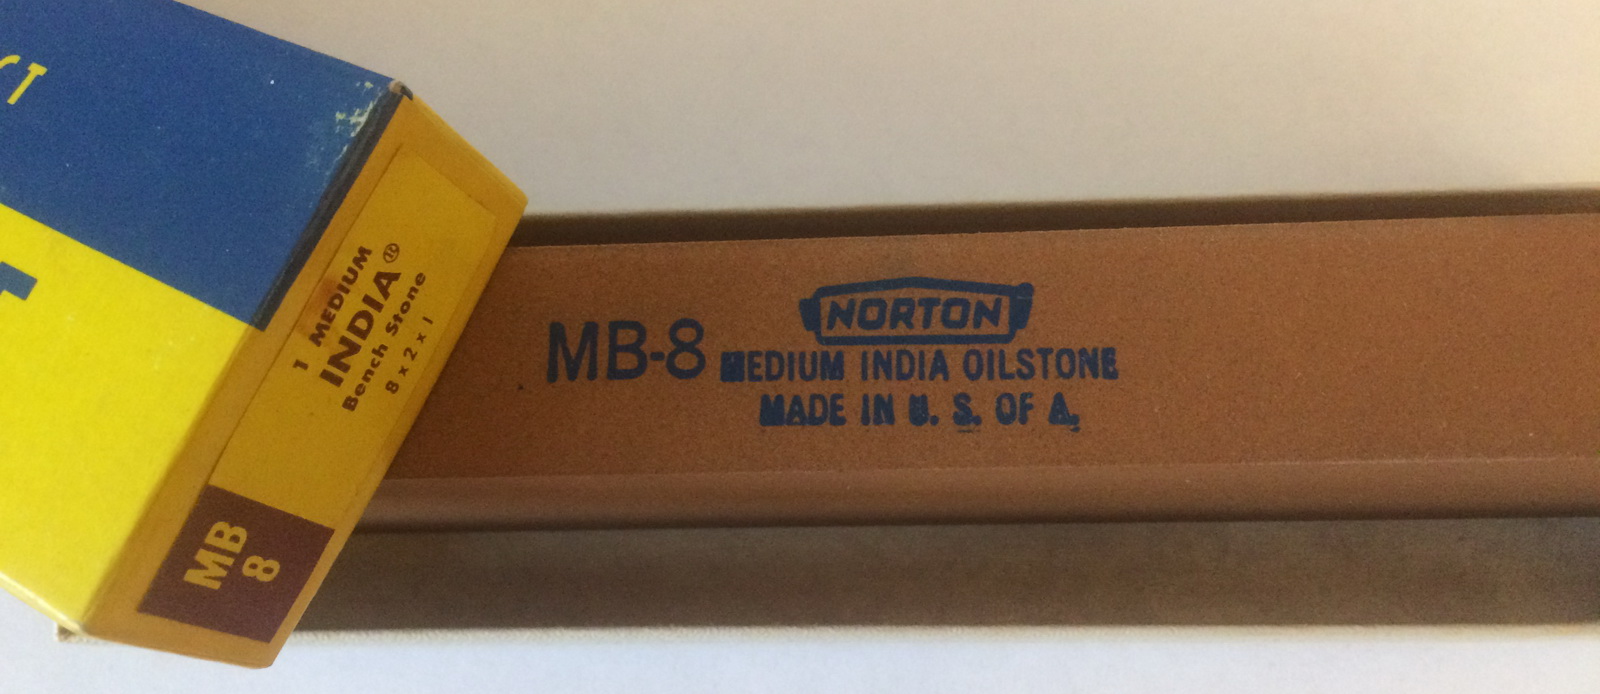 CT
1 MEDIUM
INDIA®
Bench Stone
8 x 2 x 1
MB
8
NORTON
MB-8
MEDIUM INDIA OILSTONE
MADE IN U. S. OF A.